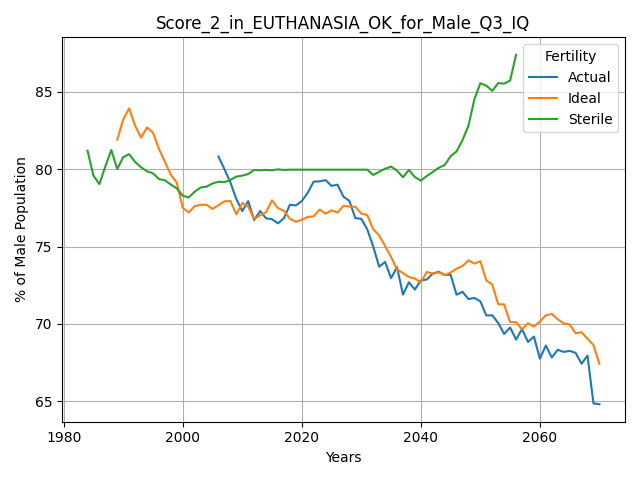 Score_2_in_EUTHANASIA_OK_for_Male_Q3_IQ
Fertility
Actual
Ideal
Sterile
% of Male Population
85
80
75
70
65
1980
2000
2020
2040
2060
Years